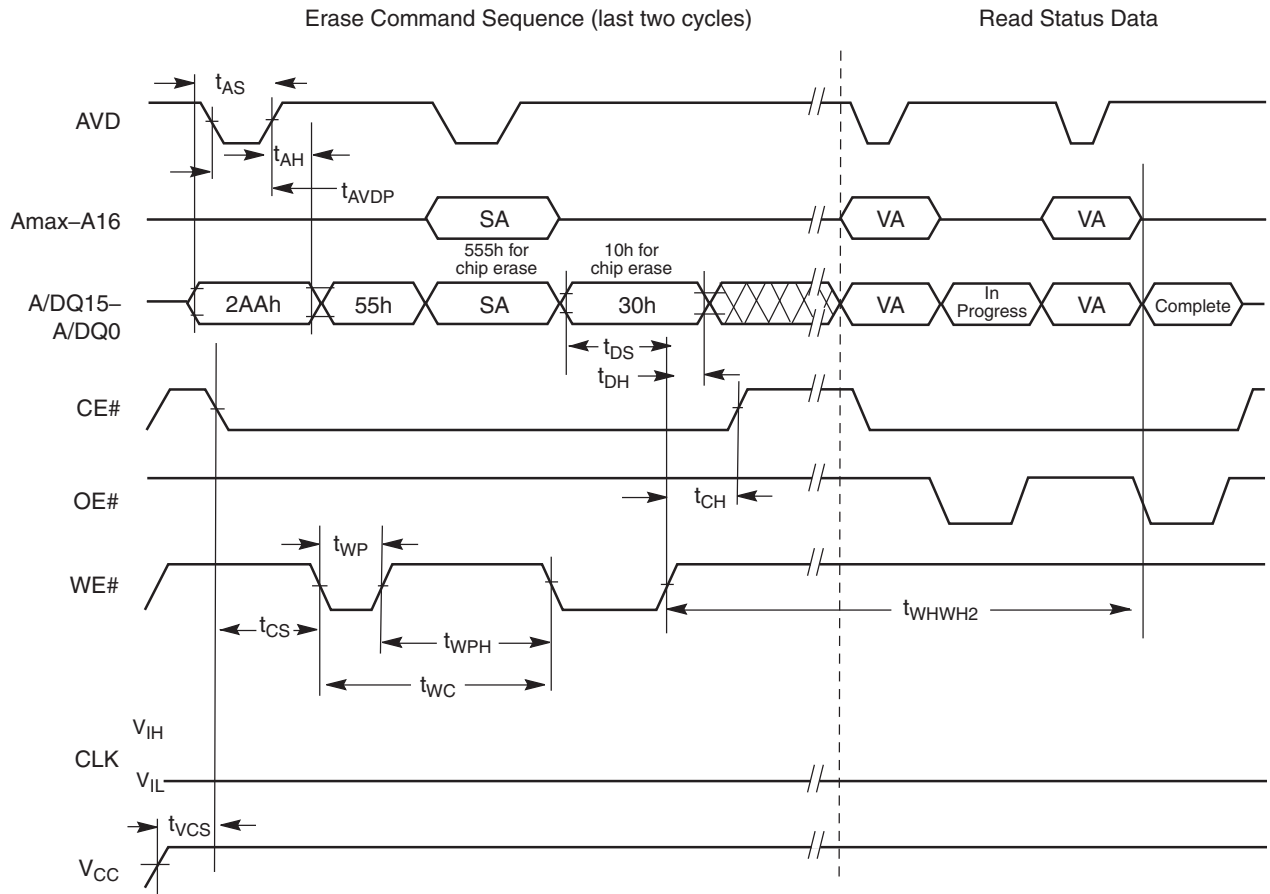 Erase Command Sequence (last two cycles)
Read Status Data
tAS
AVD
tAH
tAVDP
Amax–A16
SA
VA
VA
555h for
chip erase
10h for
chip erase
A/DQ15–
A/DQ0
2AAh
55h
SA
30h
VA
In
Progress
VA
Complete
tDS
tDH
CE#
OE#
tCH
tWP
WE#
tCS
tWPH
tWHWH2
tWC
VIH
CLK
VIL
tVCS
VCC